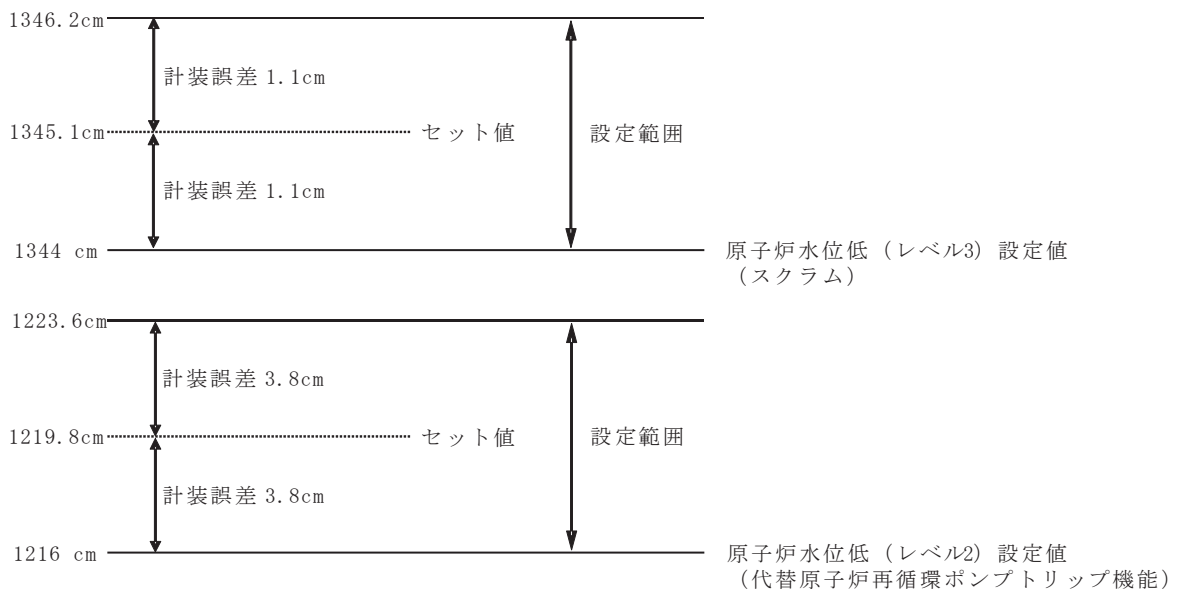 1346.2cm
計装誤差 1.1cm
1345.1cm
セット値
設定範囲
計装誤差 1.1cm
1344 cm
原子炉水位低（レベル3）設定値
（スクラム）
1223.6cm
計装誤差 3.8cm
1219.8cm
セット値
設定範囲
計装誤差 3.8cm
1216 cm
原子炉水位低（レベル2）設定値
（代替原子炉再循環ポンプトリップ機能）